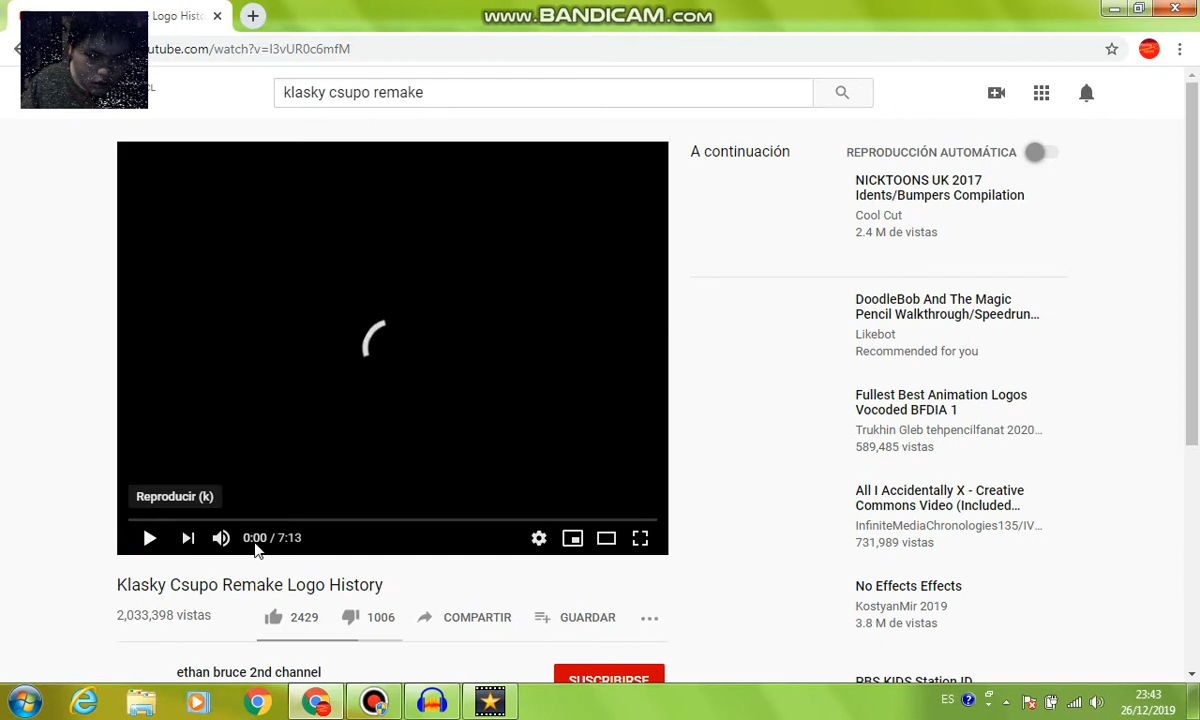 Logo Histo
www.BANDICAM.com
utube.com/watch?v=I3vUR0c6mfM
CL
klasky csupo remake
A continuación
REPRODUCCIÓN AUTOMÁTICA
NICKTOONS UK 2017
Idents/Bumpers Compilation
Cool Cut
2.4 M de vistas
DoodleBob And The Magic
Pencil Walkthrough/Speedrun…
Likebot
Recommended for you
Fullest Best Animation Logos
Vocoded BFDIA 1
Trukhin Gleb tehpencilfanat 2020…
589,485 vistas
All I Accidentally X - Creative
Commons Video (Included…
InfiniteMediaChronologies135/IV…
731,989 vistas
No Effects Effects
KostyanMir 2019
3.8 M de vistas
PBS KIDS Station ID
Reproducir (k)
0:00 / 7:13
Klasky Csupo Remake Logo History
2,033,398 vistas
2429
1006
COMPARTIR
GUARDAR
ethan bruce 2nd channel
SUSCRIBIRSE
ES
23:43
26/12/2019